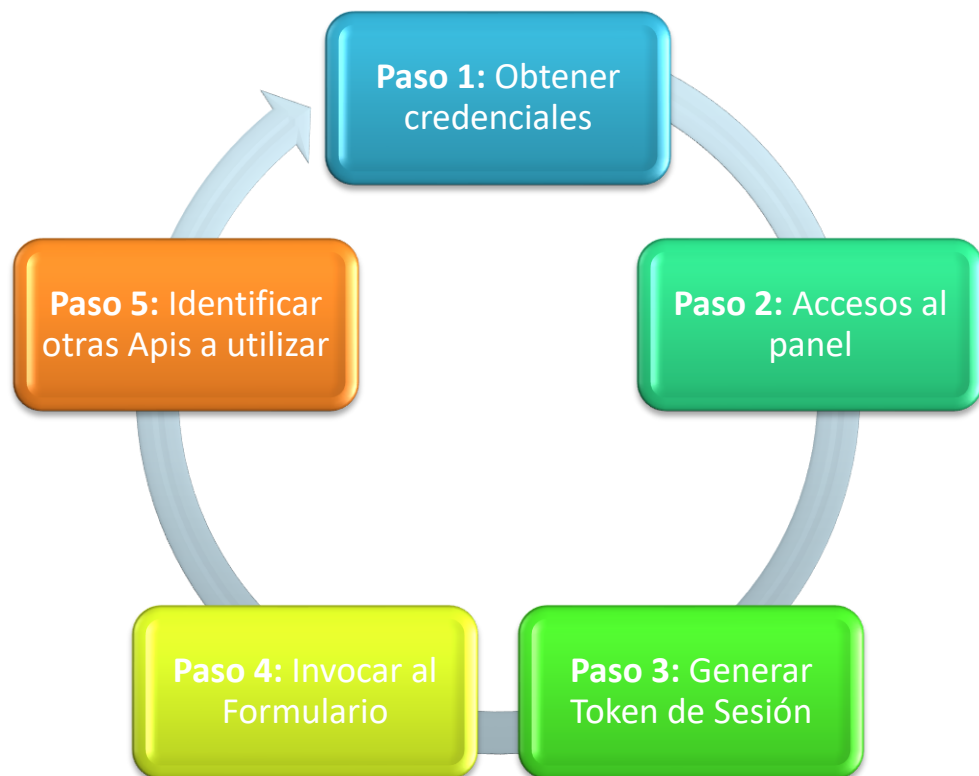 Paso 1: Obtener
credenciales
Paso 2: Accesos al
panel
Paso 3: Generar
Token de Sesión
Paso 4: Invocar al
Formulario
Paso 5: Identificar
otras Apis a utilizar